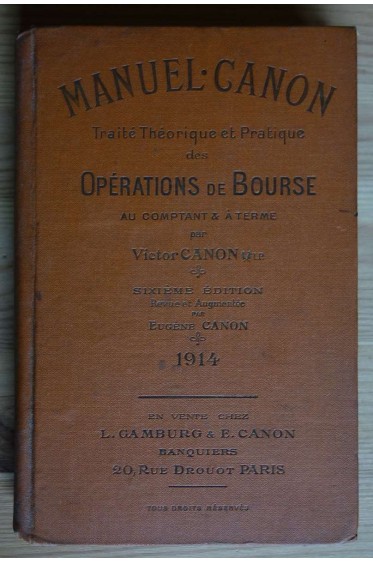 MANUEL-CANON
Traité Théorique et Pratique
des
OPÉRATIONS DE BOURSE
AU COMPTANT & À TERME
par
Victor CANON
SIXIÈME ÉDITION
Revue et Augmentée
PAR
EUGÈNE CANON
1914
EN VENTE CHEZ
L. GAMBURG & E. CANON
BANQUIERS
20, RUE DROUOT PARIS
TOUS DROITS RÉSERVÉS